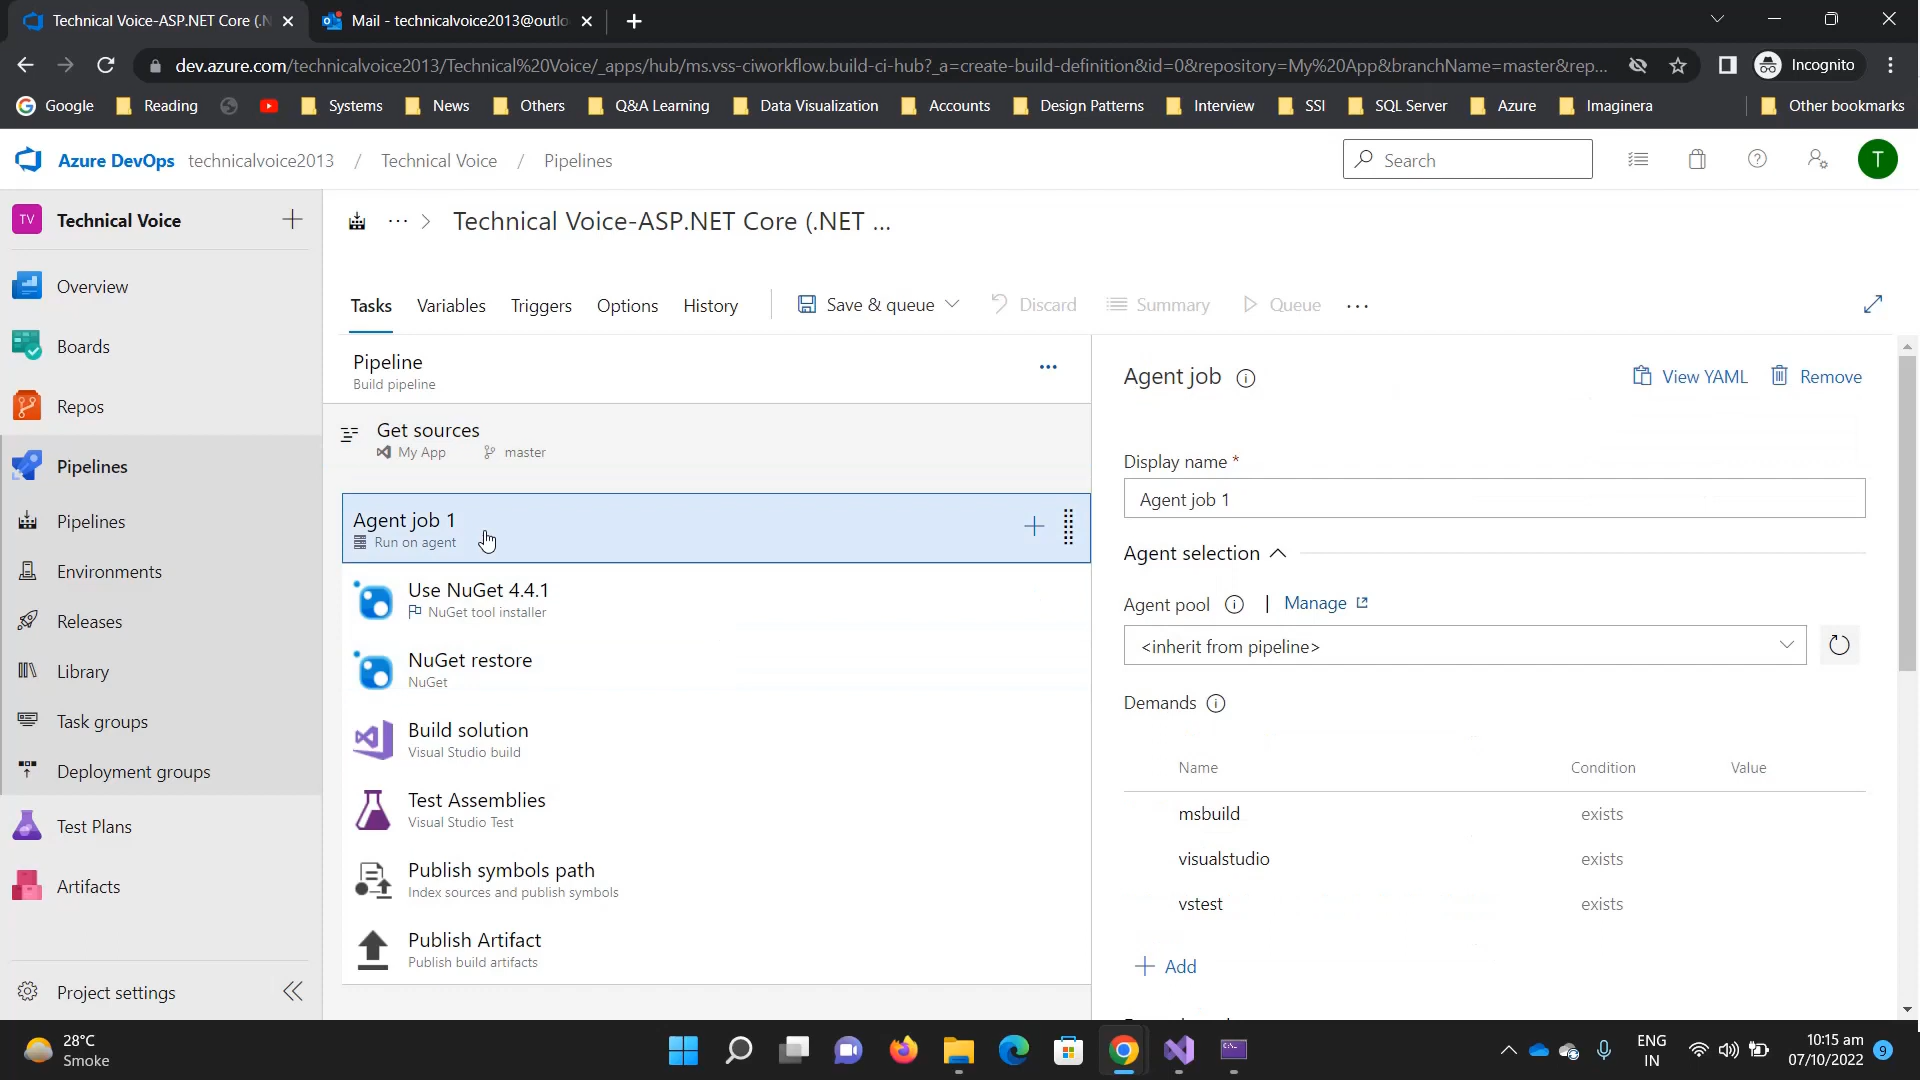 Technical Voice-ASP.NET Core (.N
Mail - technicalvoice2013@outlo
dev.azure.com/technicalvoice2013/Technical%20Voice/_apps/hub/ms.vss-ciworkflow.build-ci-hub?_a=create-build-definition&id=0&repository=My%20App&branchName=master&rep...
Incognito
Google
Reading
Systems
News
Others
Q&A Learning
Data Visualization
Accounts
Design Patterns
Interview
SSI
SQL Server
Azure
Imaginera
Other bookmarks
Azure DevOps
technicalvoice2013 / Technical Voice / Pipelines
Search
T
TV
Technical Voice
Overview
Boards
Repos
Pipelines
Pipelines
Environments
Releases
Library
Task groups
Deployment groups
Test Plans
Artifacts
Project settings
··· > Technical Voice-ASP.NET Core (.NET ...
Tasks
Variables
Triggers
Options
History
Save & queue
Discard
Summary
Queue
...
Pipeline
Build pipeline
Get sources
My App
master
Agent job 1
Run on agent
Use NuGet 4.4.1
NuGet tool installer
NuGet restore
NuGet
Build solution
Visual Studio build
Test Assemblies
Visual Studio Test
Publish symbols path
Index sources and publish symbols
Publish Artifact
Publish build artifacts
Agent job
View YAML
Remove
Display name *
Agent job 1
Agent selection
Agent pool | Manage
<inherit from pipeline>
Demands
Name Condition Value
msbuild exists
visualstudio exists
vstest exists
Add
28°C
Smoke
ENG
IN
10:15 am
07/10/2022
9